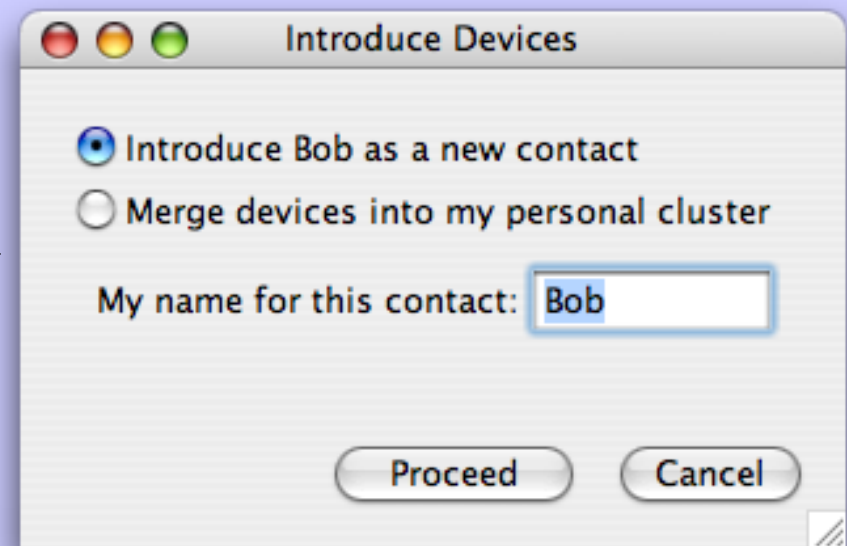 Introduce Devices
Introduce Bob as a new contact
Merge devices into my personal cluster
My name for this contact: Bob
Proceed Cancel